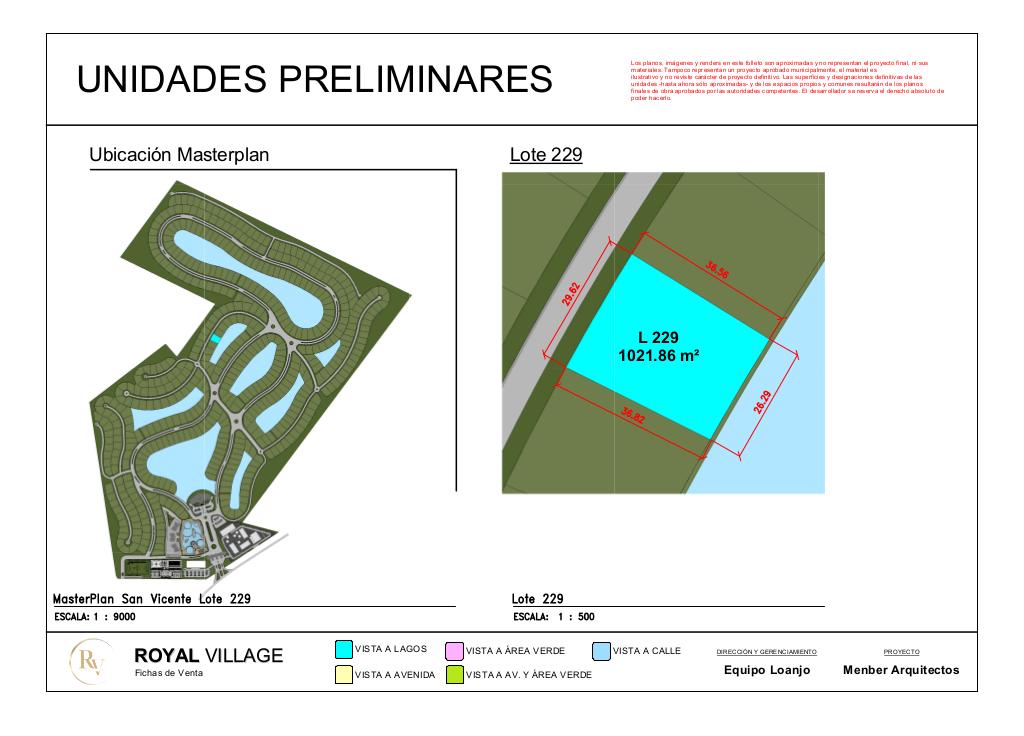 UNIDADES PRELIMINARES
Los planos, imágenes y renders en este folleto son aproximadas y no representan el proyecto final, ni sus
materiales. Tampoco representan un proyecto aprobado municipalmente, el material es
ilustrativo y no reviste carácter de proyecto definitivo. Las superficies y designaciones definitivas de las
unidades -hasta ahora sólo aproximadas- y de los espacios propios y comunes resultarán de los planos
finales de obra aprobados por las autoridades competentes. El desarrollador se reserva el derecho absoluto de
poder hacerlo.
Ubicación Masterplan
Lote 229
36.56
29.62
L 229
1021.86 m²
26.29
36.82
MasterPlan San Vicente Lote 229
ESCALA: 1 : 9000
Lote 229
ESCALA: 1 : 500
RV
ROYAL VILLAGE
Fichas de Venta
VISTA A LAGOS
VISTA A ÁREA VERDE
VISTA A CALLE
VISTA A AVENIDA
VISTA A AV. Y ÁREA VERDE
DIRECCIÓN Y GERENCIAMIENTO
Equipo Loanjo
PROYECTO
Menber Arquitectos